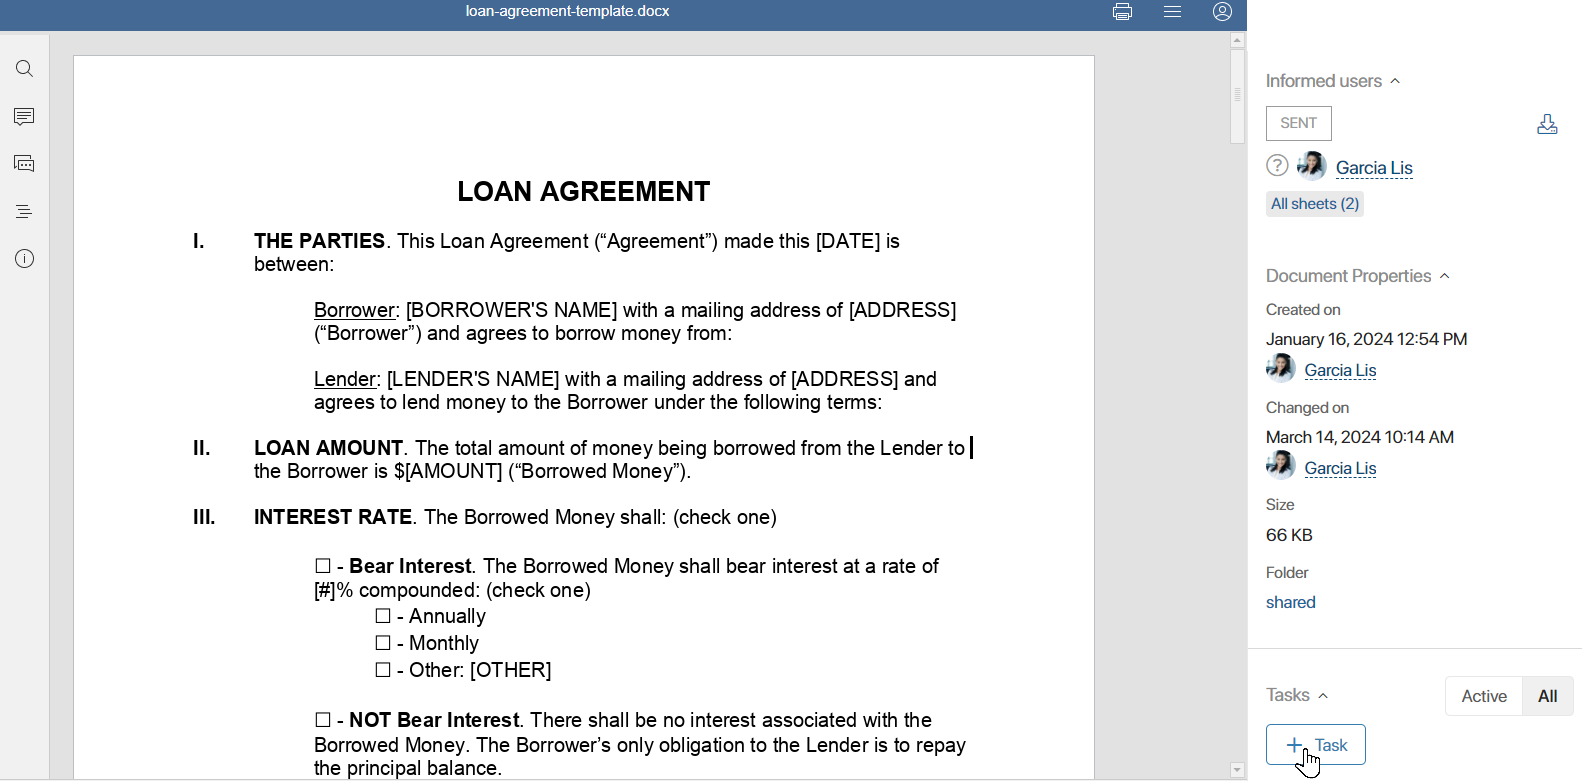 loan-agreement-template.docx
LOAN AGREEMENT
I. THE PARTIES. This Loan Agreement (“Agreement”) made this [DATE] is
between:
Borrower: [BORROWER'S NAME] with a mailing address of [ADDRESS]
(“Borrower”) and agrees to borrow money from:
Lender: [LENDER'S NAME] with a mailing address of [ADDRESS] and
agrees to lend money to the Borrower under the following terms:
II. LOAN AMOUNT. The total amount of money being borrowed from the Lender to
the Borrower is $[AMOUNT] (“Borrowed Money”).
III. INTEREST RATE. The Borrowed Money shall: (check one)
☐ - Bear Interest. The Borrowed Money shall bear interest at a rate of
[#]% compounded: (check one)
☐ - Annually
☐ - Monthly
☐ - Other: [OTHER]
☐ - NOT Bear Interest. There shall be no interest associated with the
Borrowed Money. The Borrower’s only obligation to the Lender is to repay
the principal balance.
Informed users
SENT
Garcia Lis
All sheets (2)
Document Properties
Created on
January 16, 2024 12:54 PM
Garcia Lis
Changed on
March 14, 2024 10:14 AM
Garcia Lis
Size
66 KB
Folder
shared
Tasks
Active All
+ Task